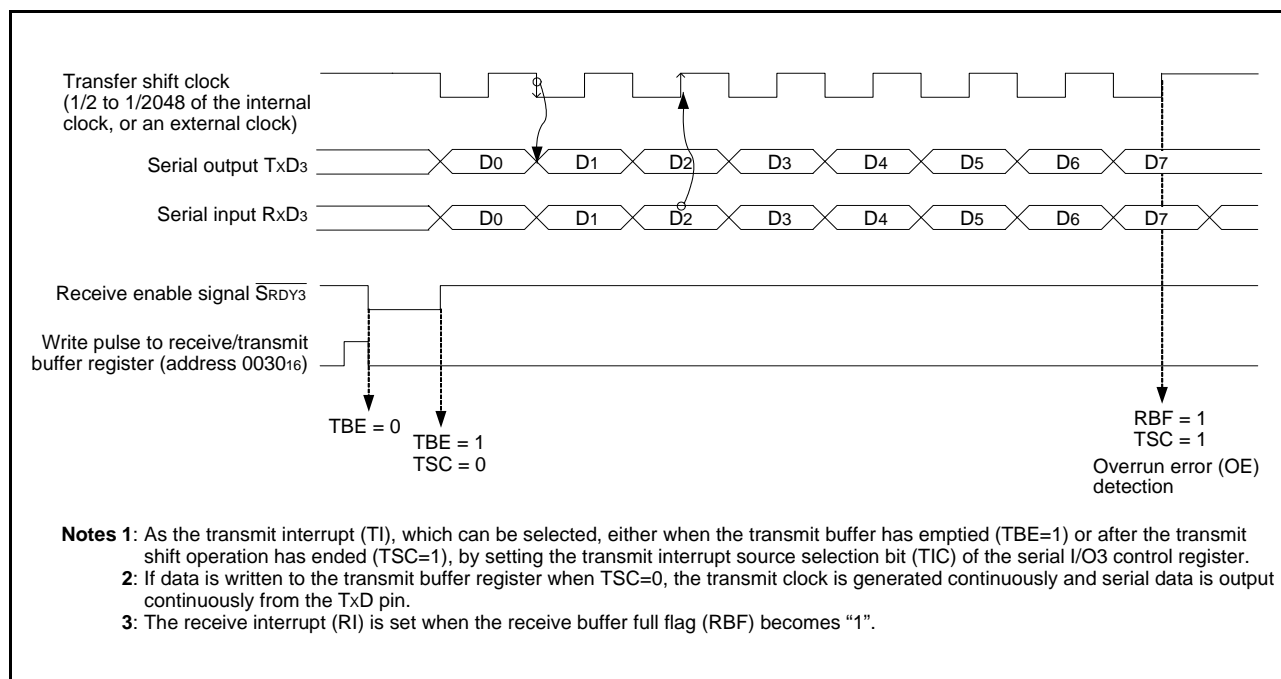 Transfer shift clock
(1/2 to 1/2048 of the internal
clock, or an external clock)
Serial output TxD3 D0 D1 D2 D3 D4 D5 D6 D7
Serial input RxD3 D0 D1 D2 D3 D4 D5 D6 D7
Receive enable signal S̅R̅D̅Y̅3̅
Write pulse to receive/transmit
buffer register (address 003016)
TBE = 0
TBE = 1
TSC = 0
RBF = 1
TSC = 1
Overrun error (OE)
detection
Notes 1: As the transmit interrupt (TI), which can be selected, either when the transmit buffer has emptied (TBE=1) or after the transmit
shift operation has ended (TSC=1), by setting the transmit interrupt source selection bit (TIC) of the serial I/O3 control register.
2: If data is written to the transmit buffer register when TSC=0, the transmit clock is generated continuously and serial data is output
continuously from the TxD pin.
3: The receive interrupt (RI) is set when the receive buffer full flag (RBF) becomes “1”.